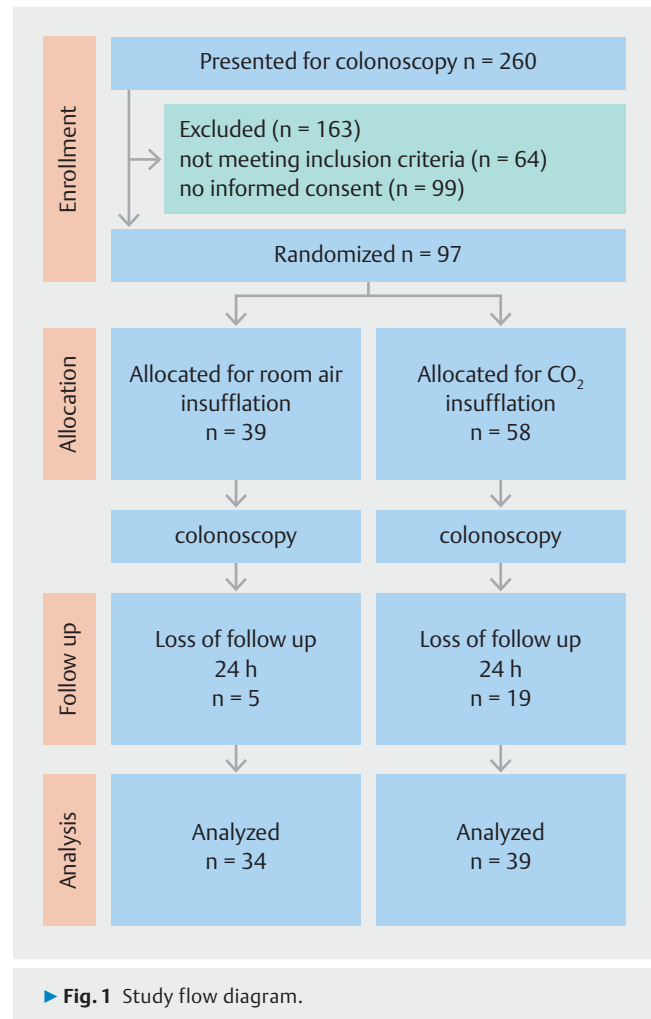 Enrollment
Presented for colonoscopy n = 260
Excluded (n = 163)
not meeting inclusion criteria (n = 64)
no informed consent (n = 99)
Randomized n = 97
Allocation
Allocated for room air
insufflation
n = 39
Allocated for CO₂
insufflation
n = 58
colonoscopy
colonoscopy
Follow up
Loss of follow up
24 h
n = 5
Loss of follow up
24 h
n = 19
Analysis
Analyzed
n = 34
Analyzed
n = 39
▶ Fig. 1 Study flow diagram.